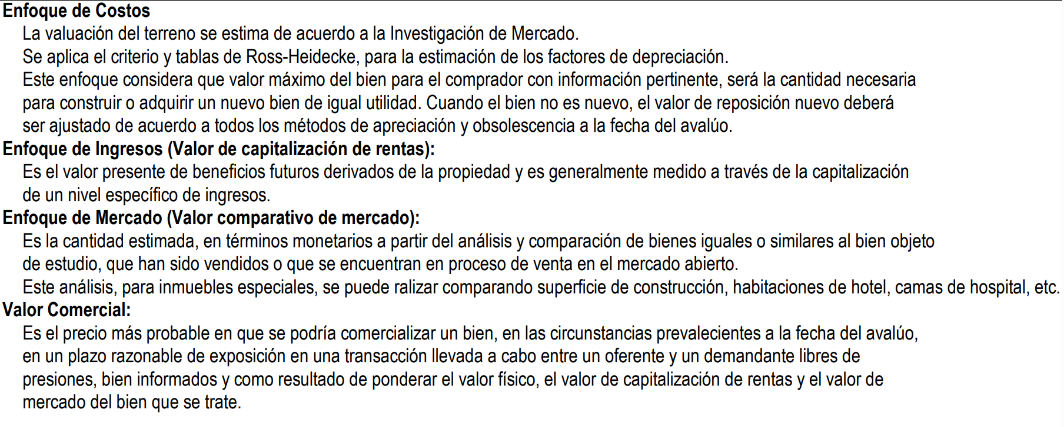 Enfoque de Costos
La valuación del terreno se estima de acuerdo a la Investigación de Mercado.
Se aplica el criterio y tablas de Ross-Heidecke, para la estimación de los factores de depreciación.
Este enfoque considera que valor máximo del bien para el comprador con información pertinente, será la cantidad necesaria
para construir o adquirir un nuevo bien de igual utilidad. Cuando el bien no es nuevo, el valor de reposición nuevo deberá
ser ajustado de acuerdo a todos los métodos de apreciación y obsolescencia a la fecha del avalúo.
Enfoque de Ingresos (Valor de capitalización de rentas):
Es el valor presente de beneficios futuros derivados de la propiedad y es generalmente medido a través de la capitalización
de un nivel específico de ingresos.
Enfoque de Mercado (Valor comparativo de mercado):
Es la cantidad estimada, en términos monetarios a partir del análisis y comparación de bienes iguales o similares al bien objeto
de estudio, que han sido vendidos o que se encuentran en proceso de venta en el mercado abierto.
Este análisis, para inmuebles especiales, se puede ralizar comparando superficie de construcción, habitaciones de hotel, camas de hospital, etc.
Valor Comercial:
Es el precio más probable en que se podría comercializar un bien, en las circunstancias prevalecientes a la fecha del avalúo,
en un plazo razonable de exposición en una transacción llevada a cabo entre un oferente y un demandante libres de
presiones, bien informados y como resultado de ponderar el valor físico, el valor de capitalización de rentas y el valor de
mercado del bien que se trate.